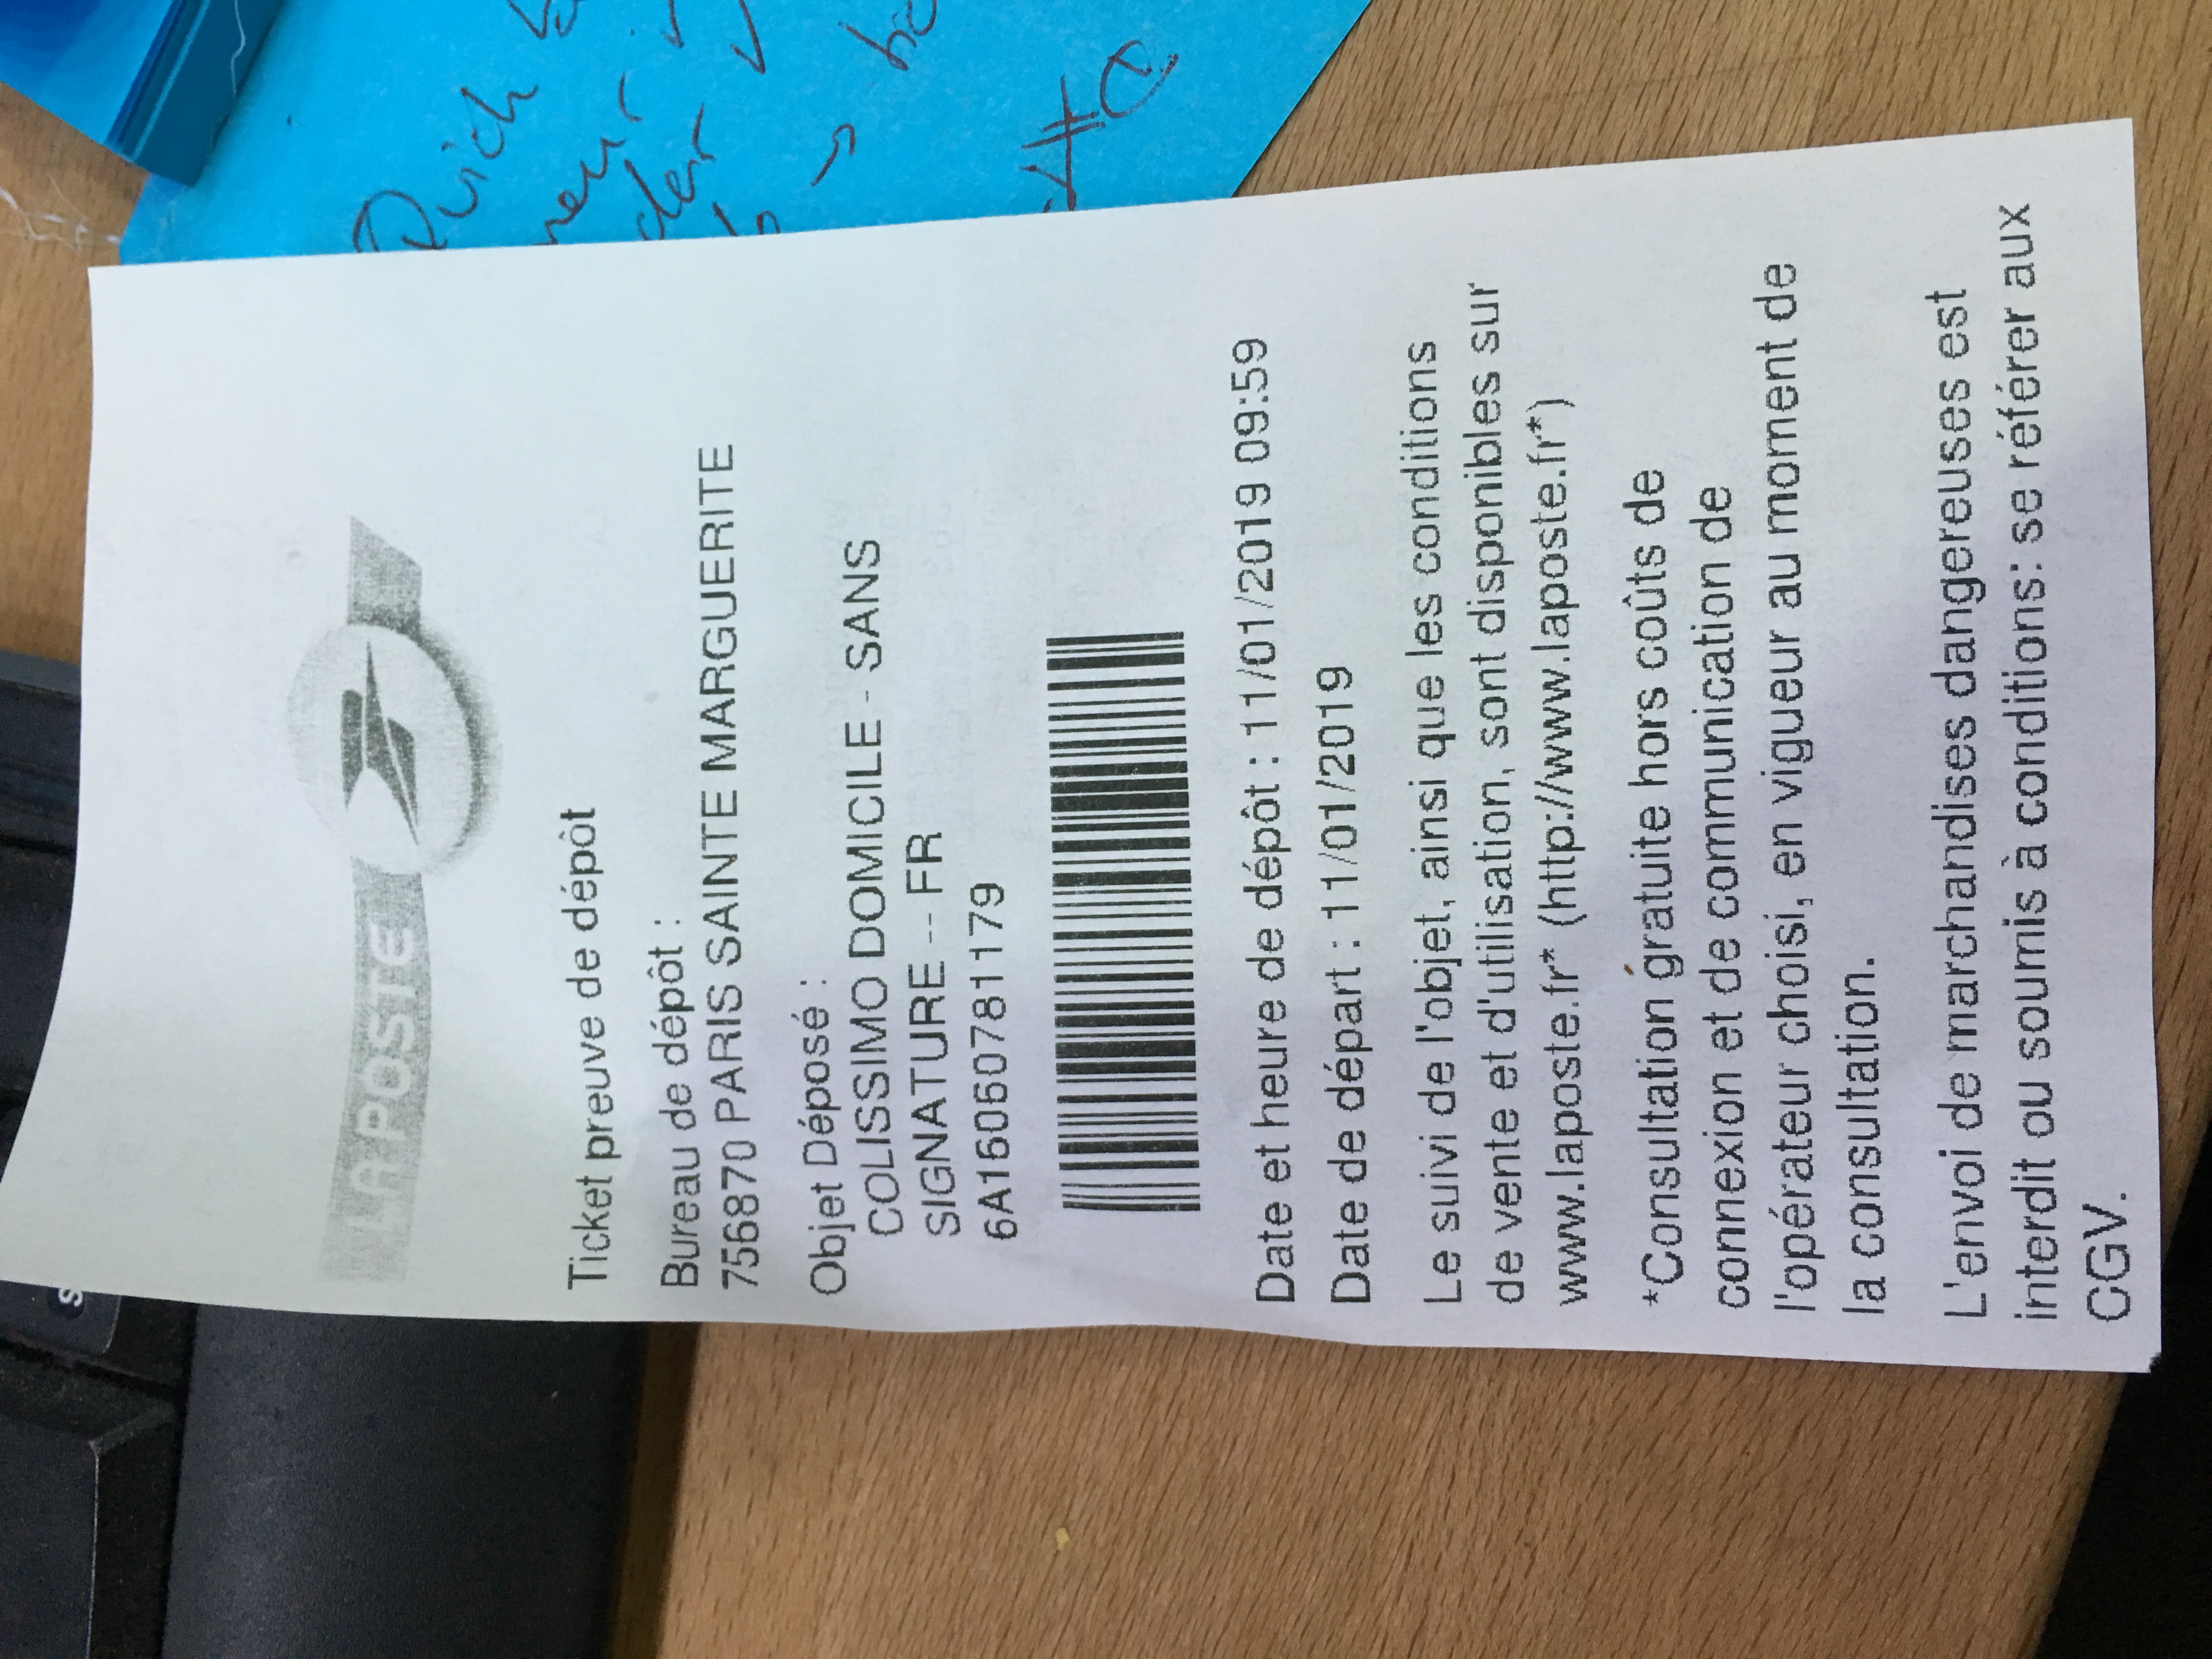 LA POSTE
Ticket preuve de dépôt
Bureau de dépôt :
756870 PARIS SAINTE MARGUERITE
Objet Déposé :
COLISSIMO DOMICILE - SANS
SIGNATURE -- FR
6A16060781179
Date et heure de dépôt : 11/01/2019 09:59
Date de départ : 11/01/2019
Le suivi de l'objet, ainsi que les conditions
de vente et d'utilisation, sont disponibles sur
www.laposte.fr* (http://www.laposte.fr*)
*Consultation gratuite hors coûts de
connexion et de communication de
l'opérateur choisi, en vigueur au moment de
la consultation.
L'envoi de marchandises dangereuses est
interdit ou soumis à conditions: se référer aux
CGV.
S